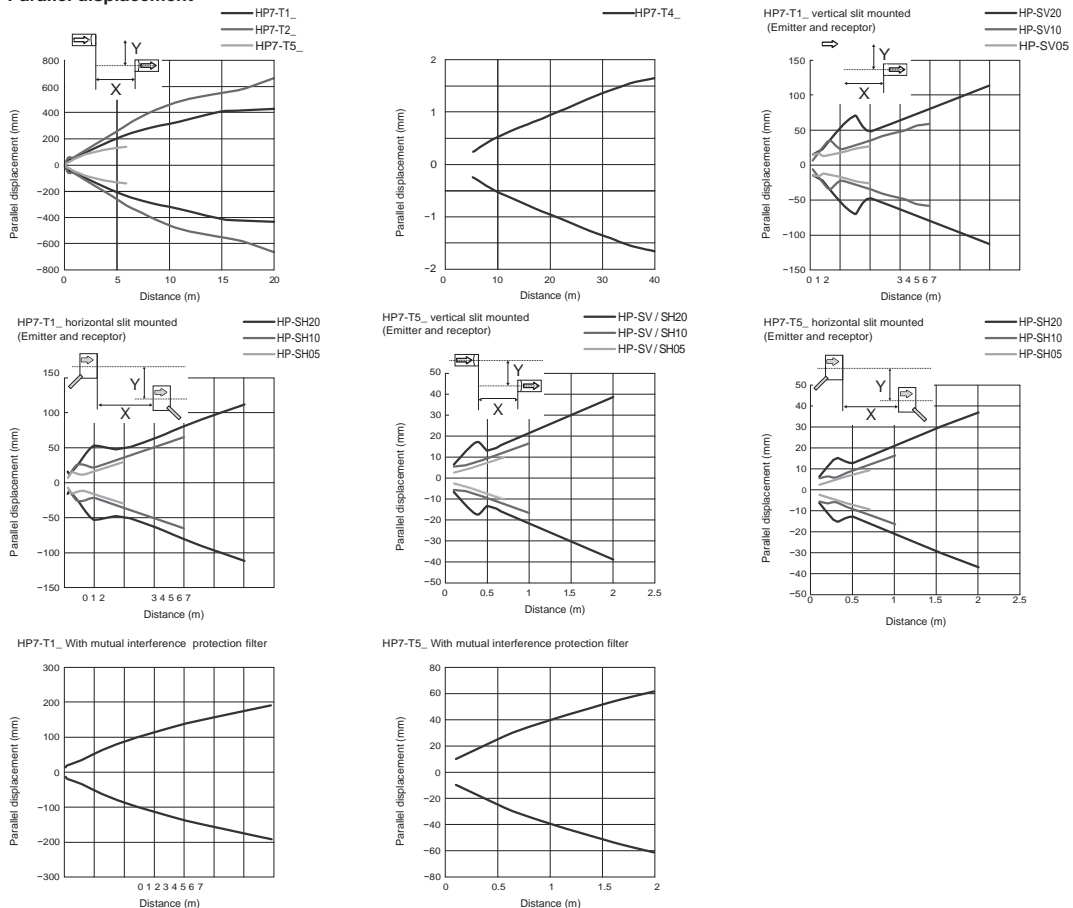 Parallel displacement
HP7-T1_
HP7-T2_
HP7-T5_
Y
X
800
600
400
200
0
−200
−400
−600
−800
0 5 10 15 20
Parallel displacement (mm)
Distance (m)
HP7-T4_
2
1
0
−1
−2
0 10 20 30 40
Parallel displacement (mm)
Distance (m)
HP7-T1_ vertical slit mounted
(Emitter and receptor)
HP-SV20
HP-SV10
HP-SV05
Y
X
150
100
50
0
−50
−100
−150
0 1 2 3 4 5 6 7
Parallel displacement (mm)
Distance (m)
HP7-T1_ horizontal slit mounted
(Emitter and receptor)
HP-SH20
HP-SH10
HP-SH05
Y
X
150
100
50
0
−50
−100
−150
0 1 2 3 4 5 6 7
Parallel displacement (mm)
Distance (m)
HP7-T5_ vertical slit mounted
(Emitter and receptor)
HP-SV / SH20
HP-SV / SH10
HP-SV / SH05
Y
X
50
40
30
20
10
0
−10
−20
−30
−40
−50
0 0.5 1 1.5 2 2.5
Parallel displacement (mm)
Distance (m)
HP7-T5_ horizontal slit mounted
(Emitter and receptor)
HP-SH20
HP-SH10
HP-SH05
Y
X
50
40
30
20
10
0
−10
−20
−30
−40
−50
0 0.5 1 1.5 2 2.5
Parallel displacement (mm)
Distance (m)
HP7-T1_ With mutual interference protection filter
300
200
100
0
−100
−200
−300
0 1 2 3 4 5 6 7
Parallel displacement (mm)
Distance (m)
HP7-T5_ With mutual interference protection filter
80
60
40
20
0
−20
−40
−60
−80
0 0.5 1 1.5 2
Parallel displacement (mm)
Distance (m)